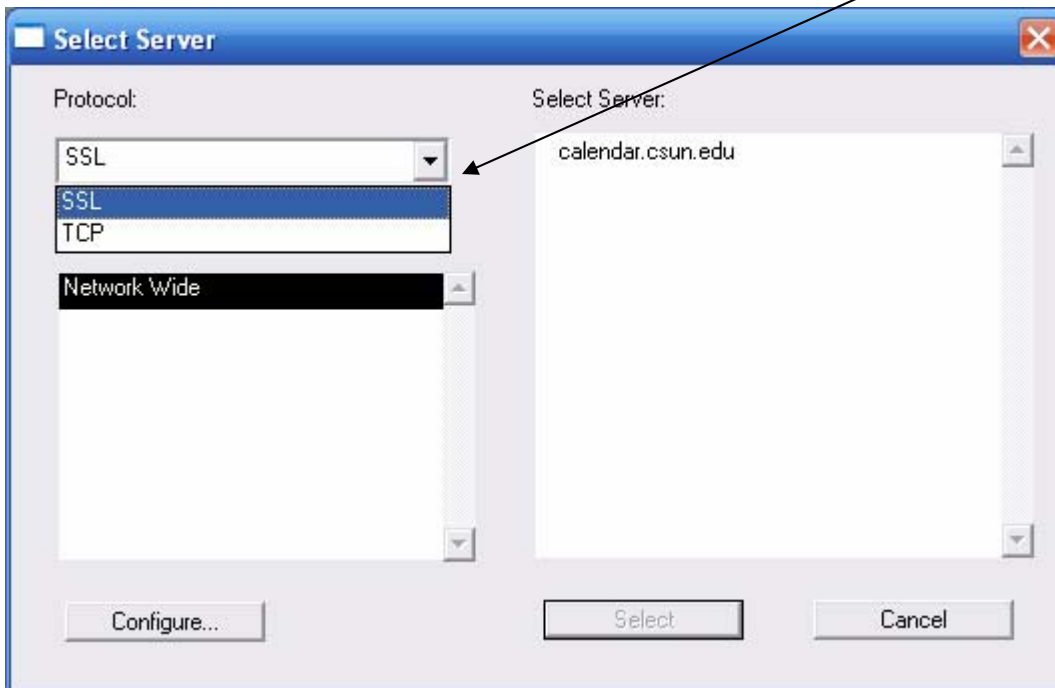 Select Server
Protocol:
Select Server:
SSL
calendar.csun.edu
SSL
TCP
Network Wide
Configure...
Select
Cancel